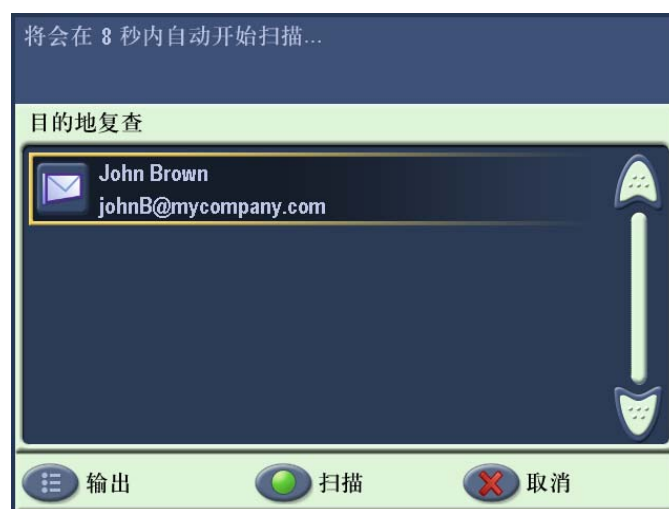 将会在 8 秒内自动开始扫描...
目的地复查
John Brown
johnB@mycompany.com
输出 扫描 取消